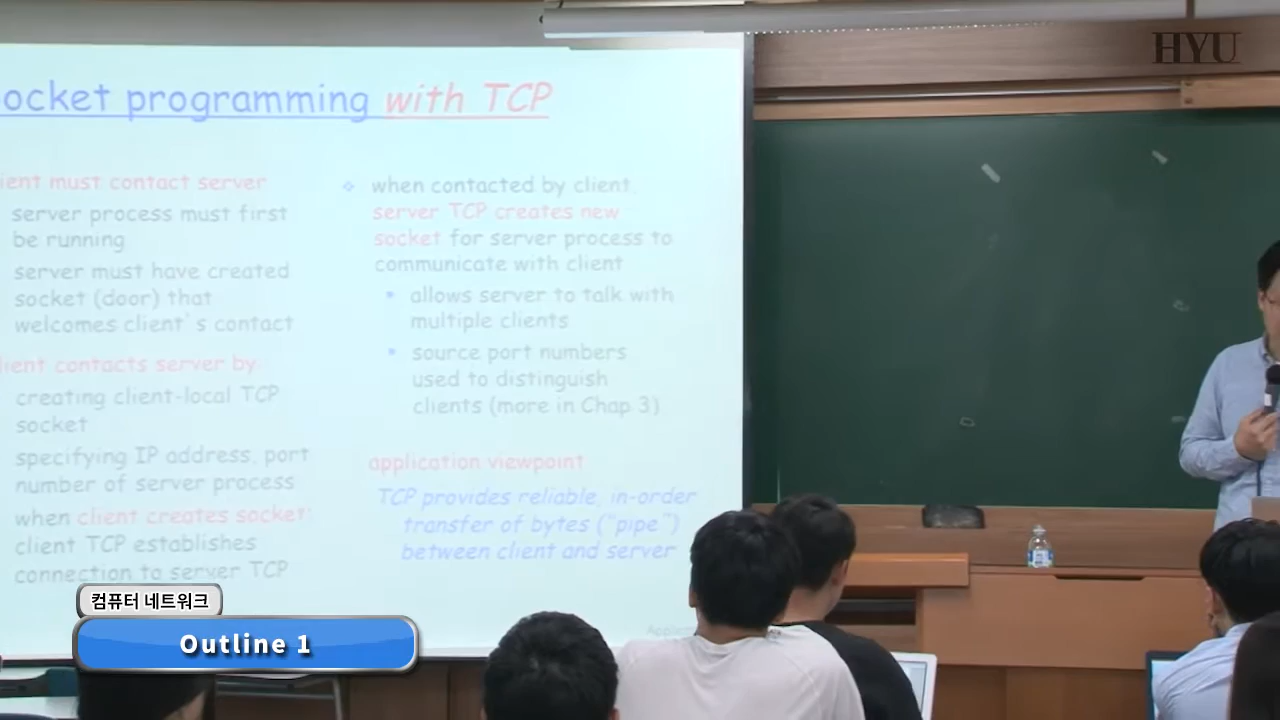 HYU
ocket programming with TCP
ient must contact server
server process must first
be running
server must have created
socket (door) that
welcomes client's contact
lient contacts server by:
creating client-local TCP
socket
specifying IP address, port
number of server process
when client creates socket:
client TCP establishes
connection to server TCP
when contacted by client,
server TCP creates new
socket for server process to
communicate with client
allows server to talk with
multiple clients
source port numbers
used to distinguish
clients (more in Chap 3)
application viewpoint
TCP provides reliable, in-order
transfer of bytes ("pipe")
between client and server
컴퓨터 네트워크
Outline 1